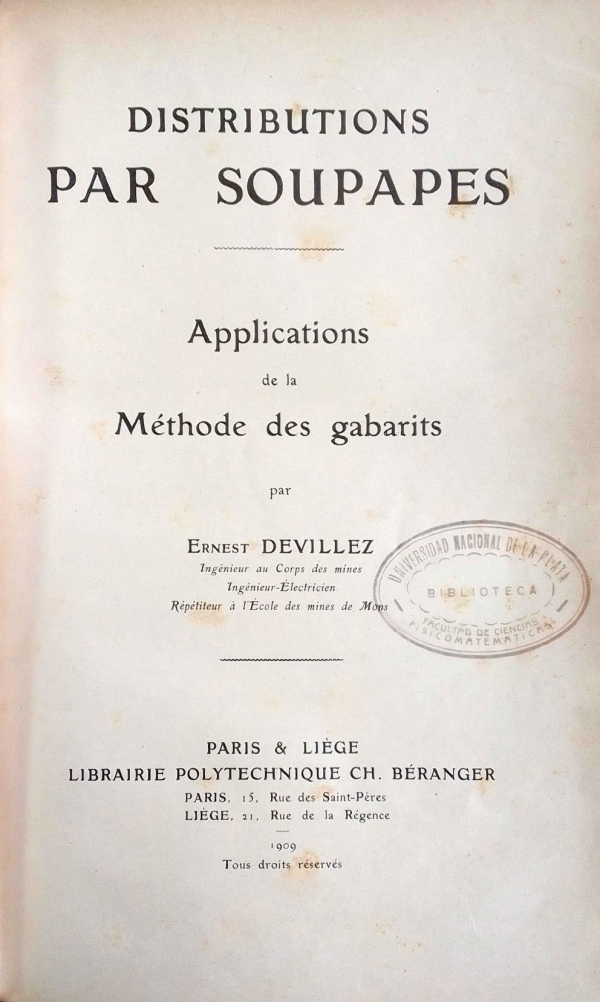 DISTRIBUTIONS
PAR SOUPAPES
Applications
de la
Méthode des gabarits
par
ERNEST DEVILLEZ
Ingénieur au Corps des mines
Ingénieur-Électricien
Répétiteur à l'École des mines de Mons
UNIVERSIDAD NACIONAL DE LA PLATA
BIBLIOTECA
FACULTAD DE CIENCIAS
FISICOMATEMATICAS
PARIS & LIÈGE
LIBRAIRIE POLYTECHNIQUE CH. BÉRANGER
PARIS, 15, Rue des Saint-Pères
LIÈGE, 21, Rue de la Régence
1909
Tous droits réservés